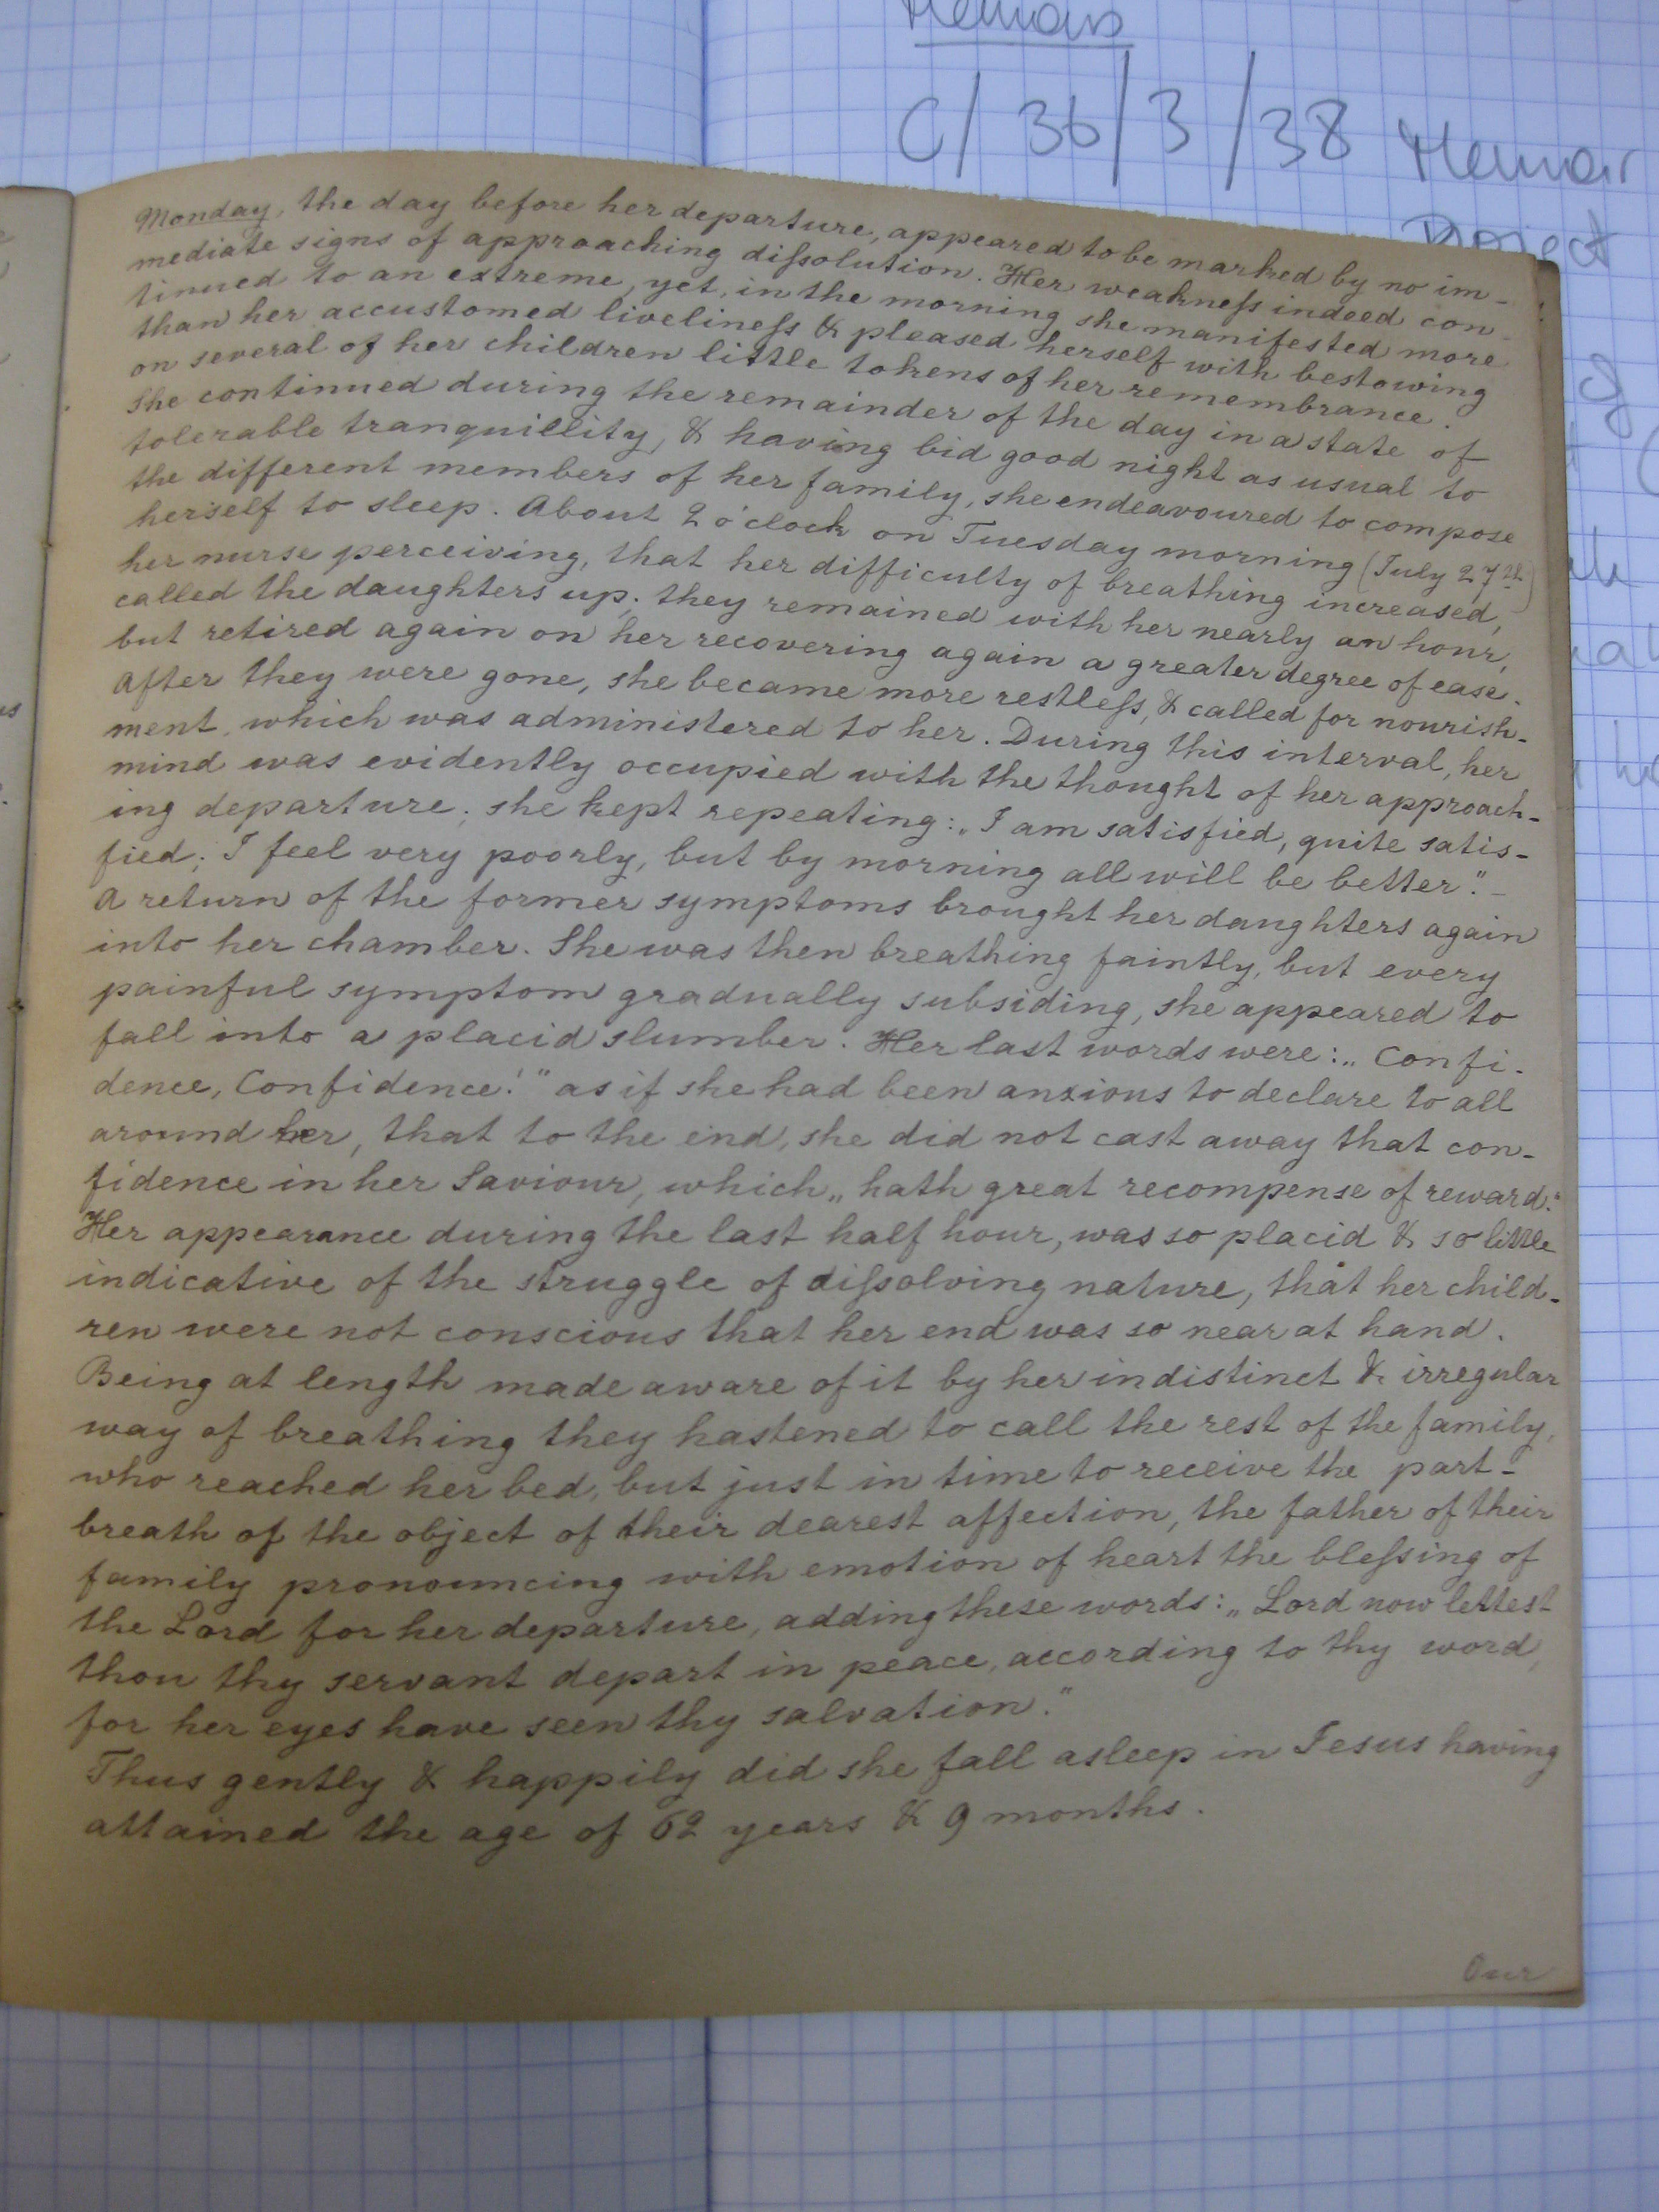 Memoirs
C/36/3/38 Memoir
Project
Monday, the day before her departure, appeared to be marked by no im-
mediate signs of approaching diſsolution. Her weakneſs indeed con-
tinued to an extreme, yet, in the morning she manifested more
than her accustomed livelineſs & pleased herself with bestowing
on several of her children little tokens of her remembrance.
She continued during the remainder of the day in a state of
tolerable tranquillity, & having bid good night as usual to
the different members of her family, she endeavoured to compose
herself to sleep. About 2 o'clock on Tuesday morning (July 27th)
her nurse perceiving, that her difficulty of breathing increased,
called the daughters up; they remained with her nearly an hour,
but retired again on her recovering again a greater degree of ease.
After they were gone, she became more restleſs, & called for nourish-
ment, which was administered to her. During this interval, her
mind was evidently occupied with the thought of her approach-
ing departure; she kept repeating: „I am satisfied, quite satis-
fied; I feel very poorly, but by morning all will be better." -
A return of the former symptoms brought her daughters again
into her chamber. She was then breathing faintly, but every
painful symptom gradually subsiding, she appeared to
fall into a placid slumber. Her last words were: „Confi-
dence, Confidence!" as if she had been anxious to declare to all
around her, that to the end, she did not cast away that con-
fidence in her Saviour, which „hath great recompense of reward."
Her appearance during the last half hour, was so placid & so little
indicative of the struggle of diſsolving nature, that her child-
ren were not conscious that her end was so near at hand.
Being at length made aware of it by her indistinct & irregular
way of breathing they hastened to call the rest of the family,
who reached her bed, but just in time to receive the part-
breath of the object of their dearest affection, the father of their
family pronouncing with emotion of heart the bleſsing of
the Lord for her departure, adding these words: „Lord now lettest
thou thy servant depart in peace, according to thy word,
for her eyes have seen thy salvation."
Thus gently & happily did she fall asleep in Jesus having
attained the age of 62 years & 9 months.
Our